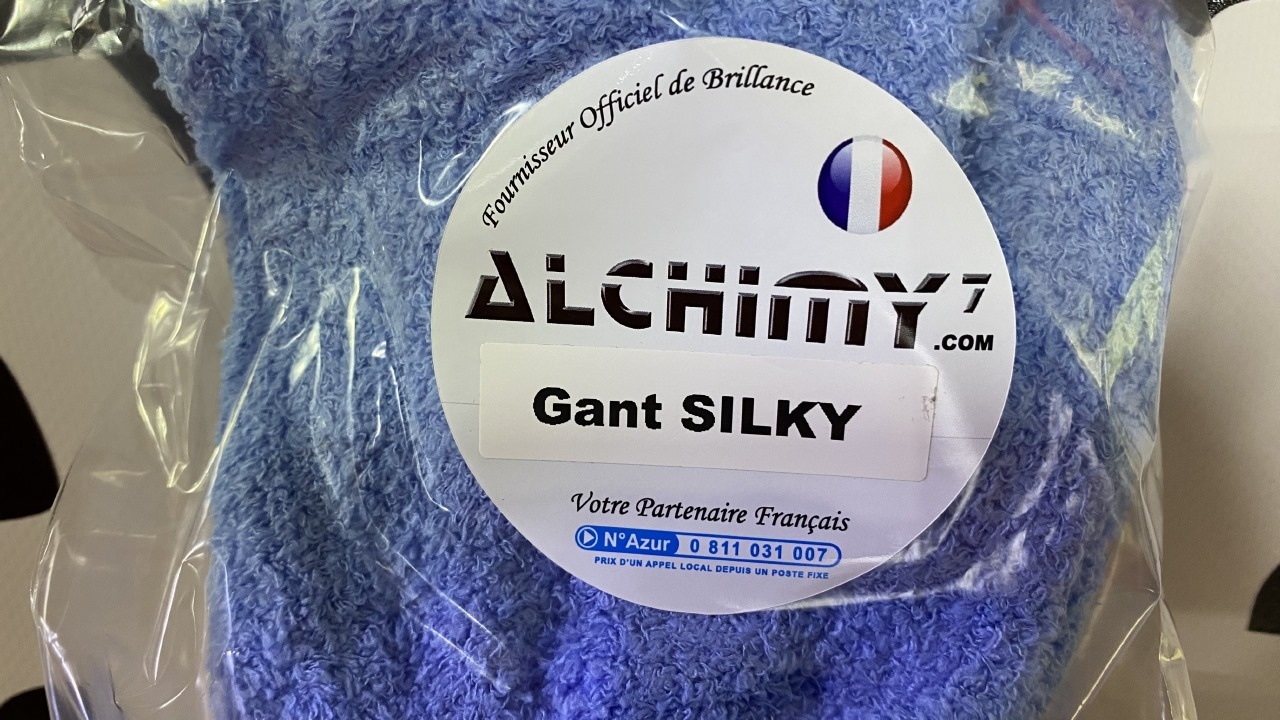 Fournisseur Officiel de Brillance
ALCHiMY7
.COM
Gant SILKY
Votre Partenaire Français
N°Azur 0 811 031 007
PRIX D'UN APPEL LOCAL DEPUIS UN POSTE FIXE